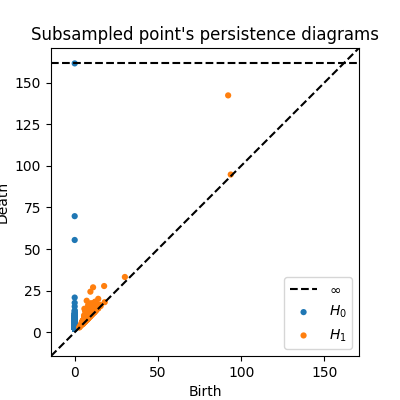 Subsampled point's persistence diagrams
150
125
100
75
50
25
0
Death
0 50 100 150
Birth
∞
H₀
H₁